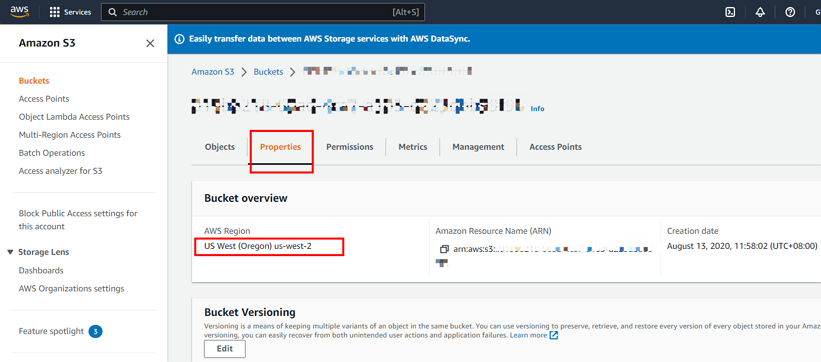 aws Services Search [Alt+S]
Amazon S3
Easily transfer data between AWS Storage services with AWS DataSync.
Buckets
Access Points
Object Lambda Access Points
Multi-Region Access Points
Batch Operations
Access analyzer for S3
Block Public Access settings for
this account
Storage Lens
Dashboards
AWS Organizations settings
Feature spotlight 3
Amazon S3 > Buckets >
Info
Objects Properties Permissions Metrics Management Access Points
Bucket overview
AWS Region
US West (Oregon) us-west-2
Amazon Resource Name (ARN)
arn:aws:s3:
Creation date
August 13, 2020, 11:58:02 (UTC+08:00)
Bucket Versioning
Versioning is a means of keeping multiple variants of an object in the same bucket. You can use versioning to preserve, retrieve, and restore every version of every object stored in your
versioning, you can easily recover from both unintended user actions and application failures. Learn more
Edit